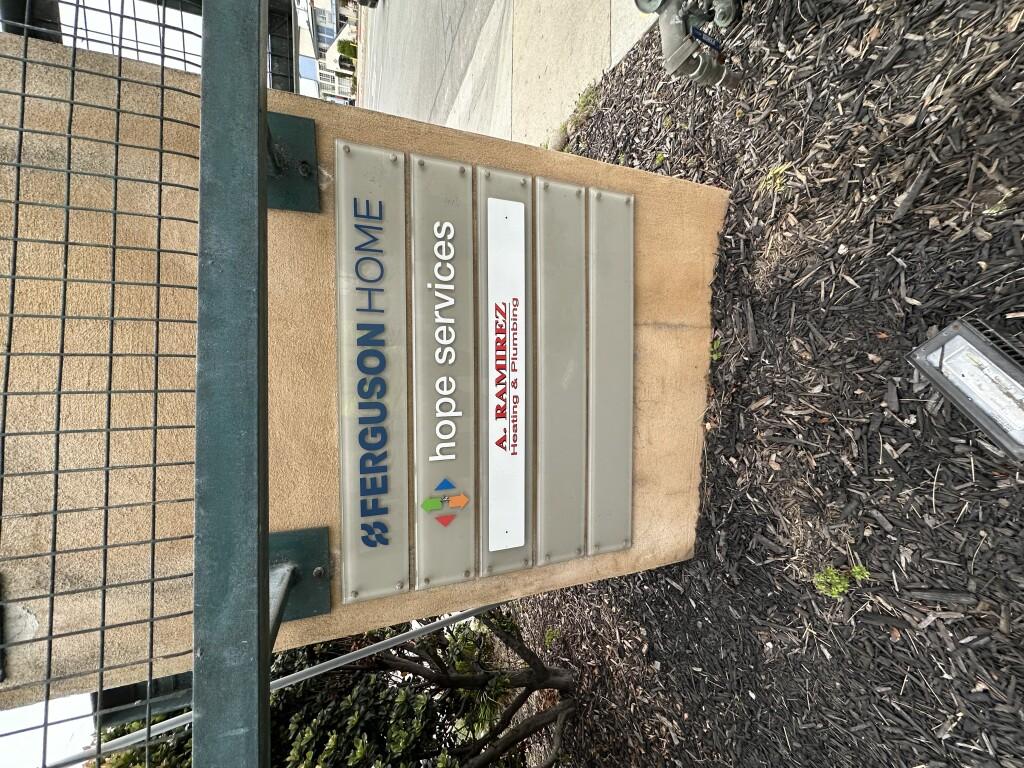 FERGUSON HOME
hope services
A. RAMIREZ
Heating & Plumbing